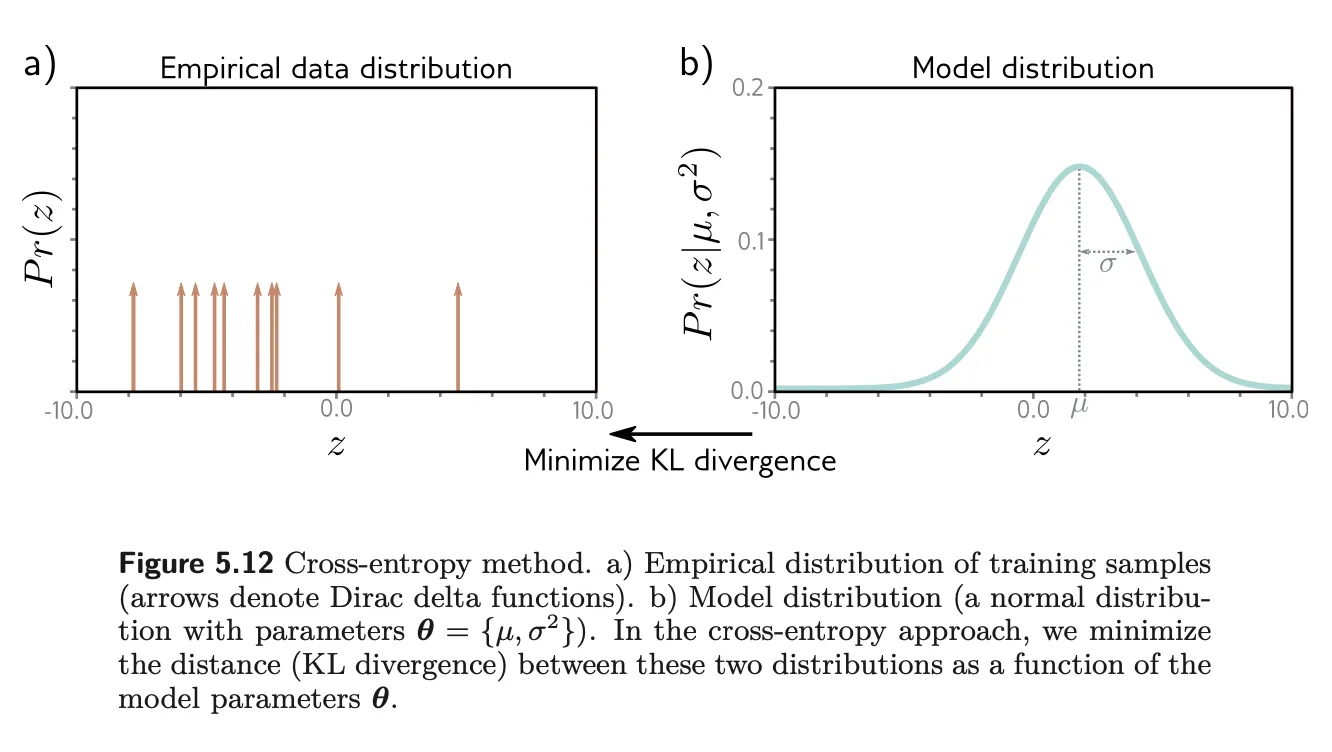 a)
Empirical data distribution
Pr(z)
-10.0 0.0 10.0
z
b)
Model distribution
Pr(z|μ, σ²)
0.2
0.1
0.0
σ
-10.0 0.0 μ 10.0
z
Minimize KL divergence
Figure 5.12 Cross-entropy method. a) Empirical distribution of training samples
(arrows denote Dirac delta functions). b) Model distribution (a normal distribu-
tion with parameters θ = {μ, σ²}). In the cross-entropy approach, we minimize
the distance (KL divergence) between these two distributions as a function of the
model parameters θ.